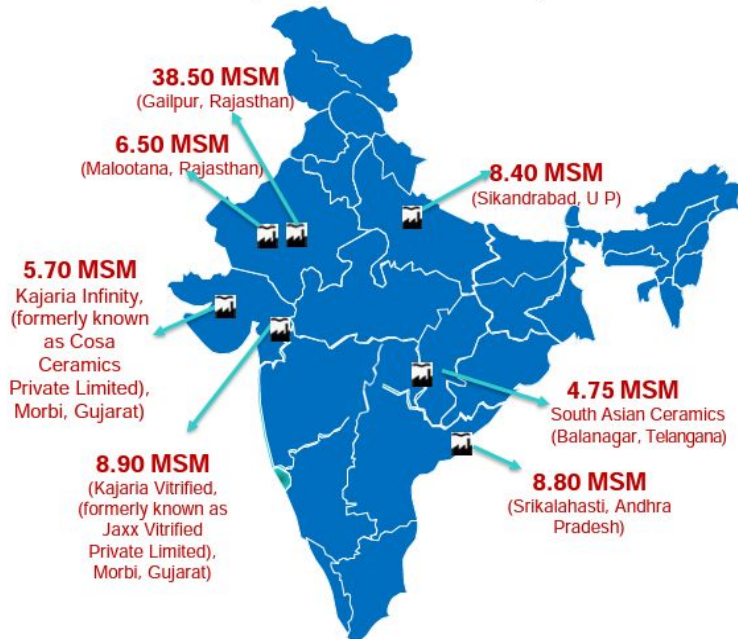 38.50 MSM
(Gailpur, Rajasthan)
6.50 MSM
(Malootana, Rajasthan)
8.40 MSM
(Sikandrabad, U P)
5.70 MSM
Kajaria Infinity,
(formerly known
as Cosa
Ceramics
Private Limited),
Morbi, Gujarat)
4.75 MSM
South Asian Ceramics
(Balanagar, Telangana)
8.90 MSM
(Kajaria Vitrified,
(formerly known as
Jaxx Vitrified
Private Limited),
Morbi, Gujarat)
8.80 MSM
(Srikalahasti, Andhra
Pradesh)